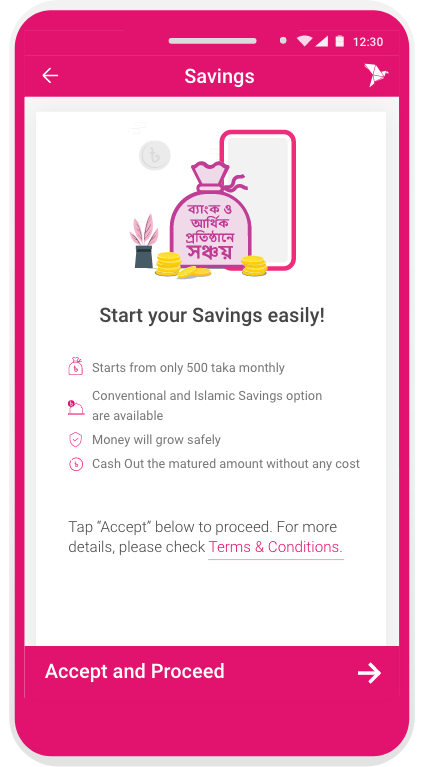 12:30
Savings
ব্যাংক ও
আর্থিক
প্রতিষ্ঠানে
সঞ্চয়
Start your Savings easily!
Starts from only 500 taka monthly
Conventional and Islamic Savings option
are available
Money will grow safely
Cash Out the matured amount without any cost
Tap “Accept” below to proceed. For more
details, please check Terms & Conditions.
Accept and Proceed